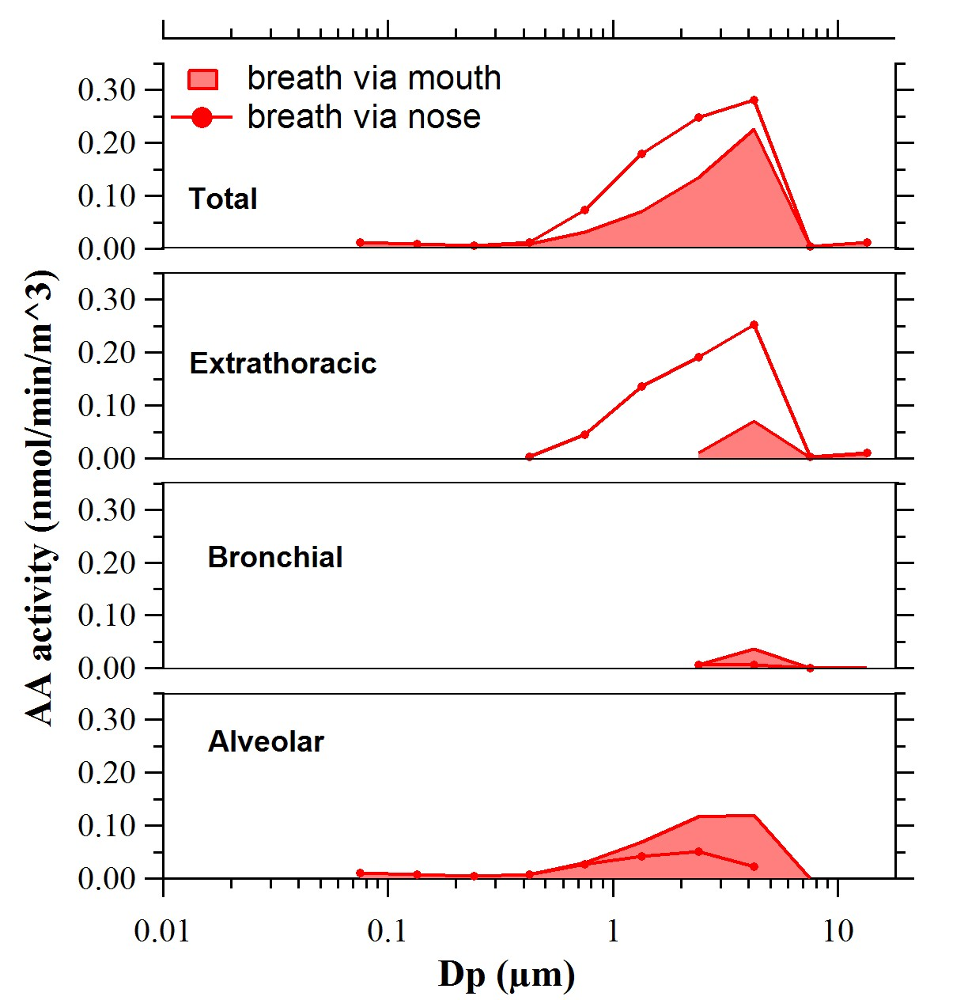 breath via mouth
breath via nose
0.30
0.20
0.10
0.00
Total
0.30
0.20
0.10
0.00
Extrathoracic
0.30
0.20
0.10
0.00
Bronchial
0.30
0.20
0.10
0.00
Alveolar
AA activity (nmol/min/m^3)
0.01
0.1
1
10
Dp (µm)